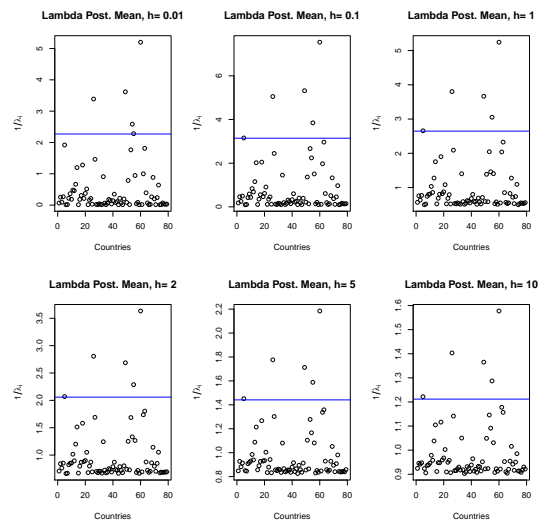 Lambda Post. Mean, h= 0.01
1/λi
5
4
3
2
1
0
0 20 40 60 80
Countries
Lambda Post. Mean, h= 0.1
1/λi
6
4
2
0
0 20 40 60 80
Countries
Lambda Post. Mean, h= 1
1/λi
5
4
3
2
1
0 20 40 60 80
Countries
Lambda Post. Mean, h= 2
1/λi
3.5
3.0
2.5
2.0
1.5
1.0
0 20 40 60 80
Countries
Lambda Post. Mean, h= 5
1/λi
2.2
2.0
1.8
1.6
1.4
1.2
1.0
0.8
0 20 40 60 80
Countries
Lambda Post. Mean, h= 10
1/λi
1.6
1.5
1.4
1.3
1.2
1.1
1.0
0.9
0 20 40 60 80
Countries